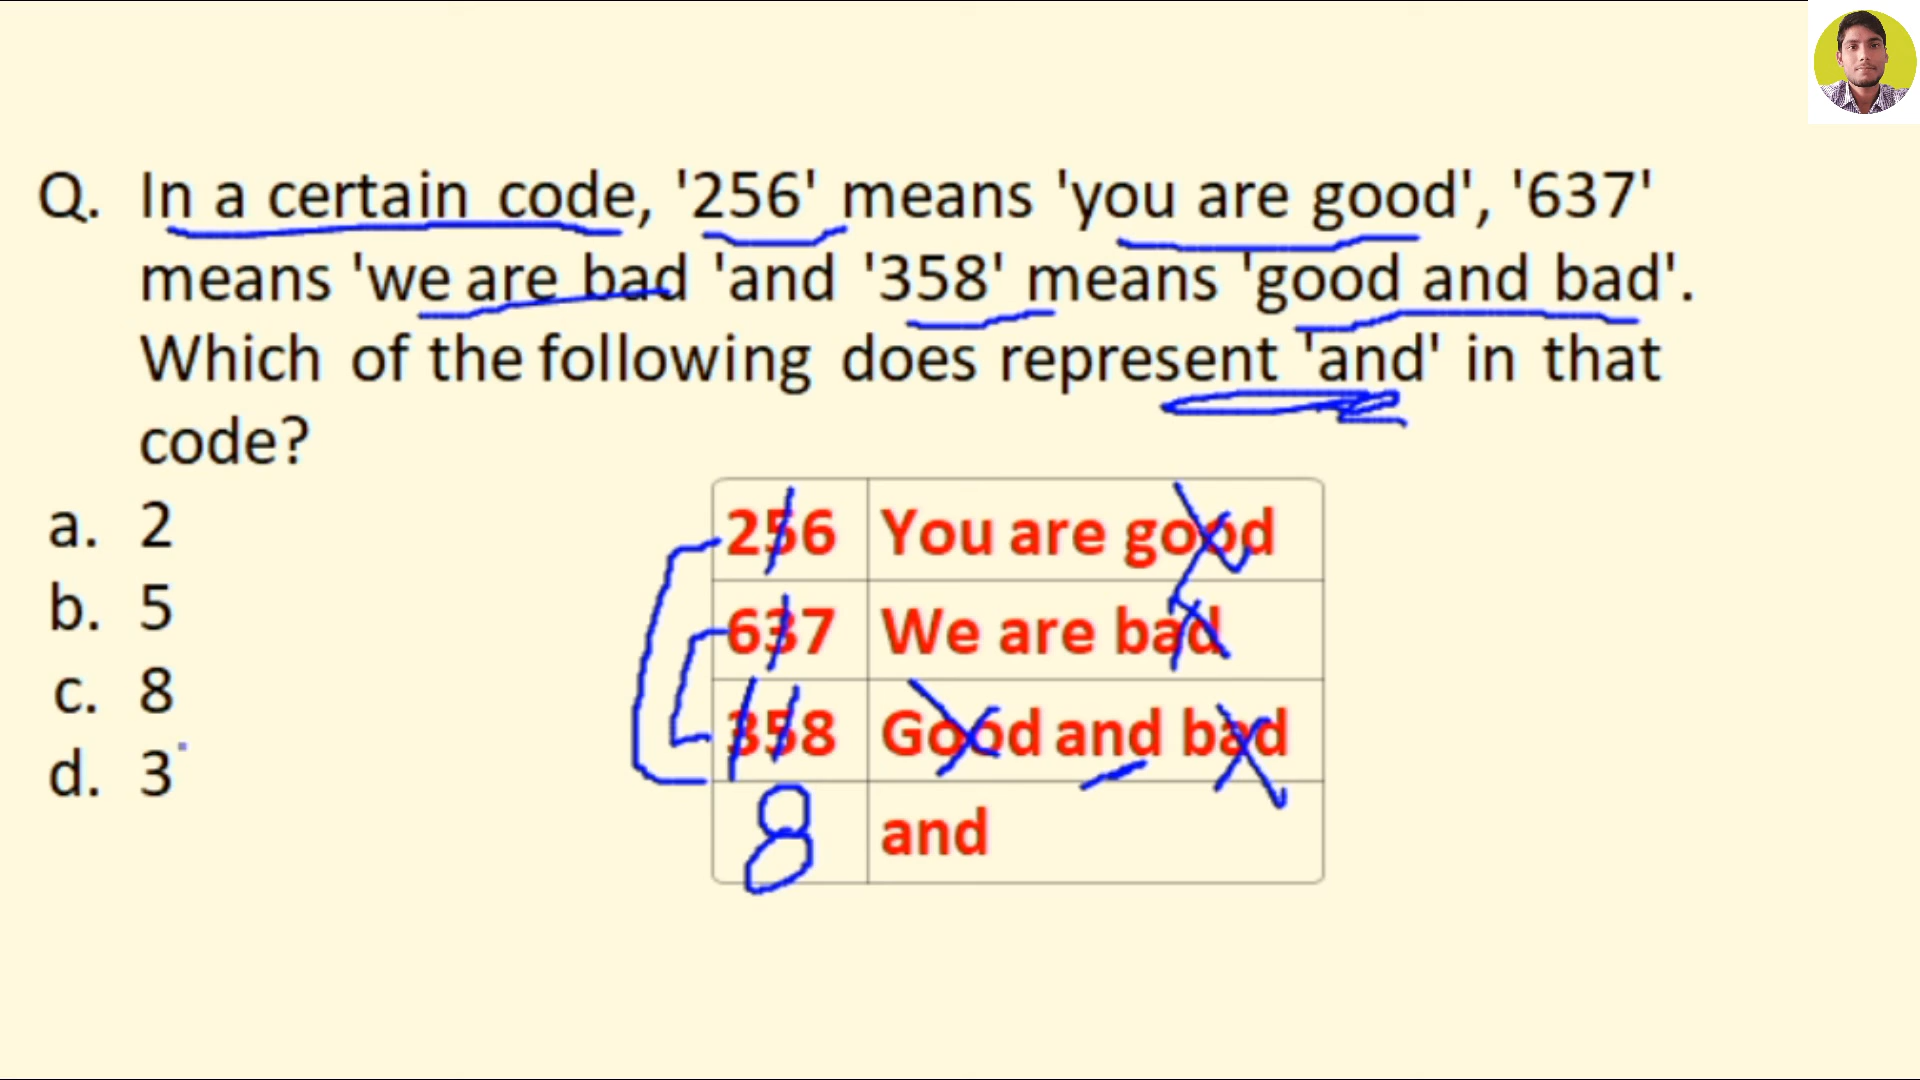 Q. In a certain code, '256' means 'you are good', '637'
means 'we are bad 'and '358' means 'good and bad'.
Which of the following does represent 'and' in that
code?
a. 2
b. 5
c. 8
d. 3
256 You are good
637 We are bad
358 Good and bad
8 and